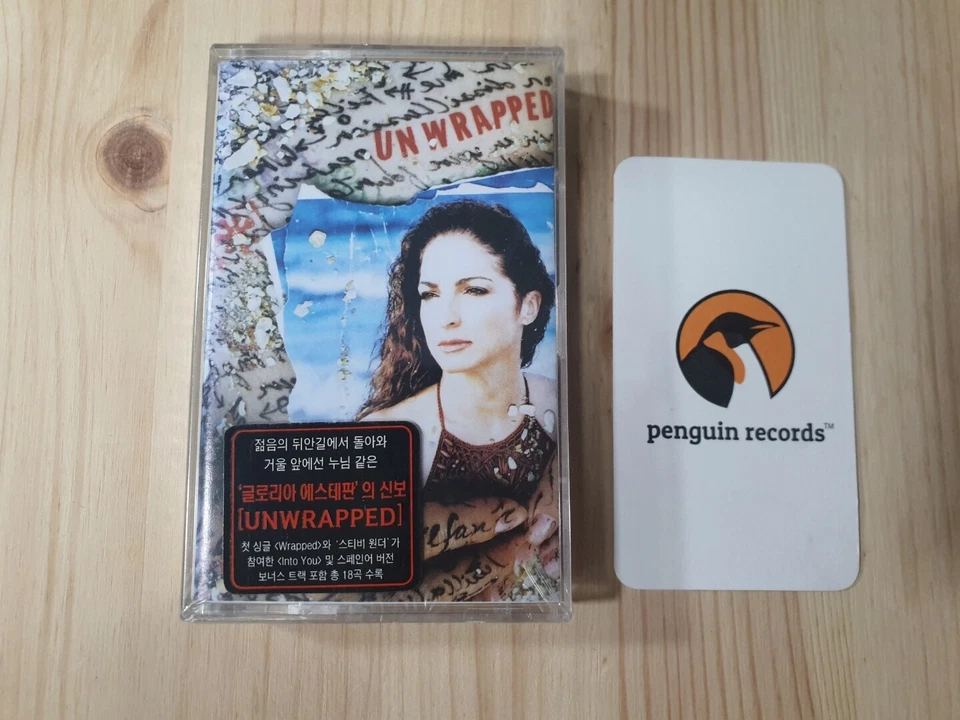 UNWRAPPED
젊음의 뒤안길에서 돌아와
거울 앞에선 누님 같은
'글로리아 에스테판'의 신보
[UNWRAPPED]
첫 싱글 <Wrapped>와 '스티비 원더'가
참여한 <Into You> 및 스페인어 버전
보너스 트랙 포함 총 18곡 수록
penguin records™